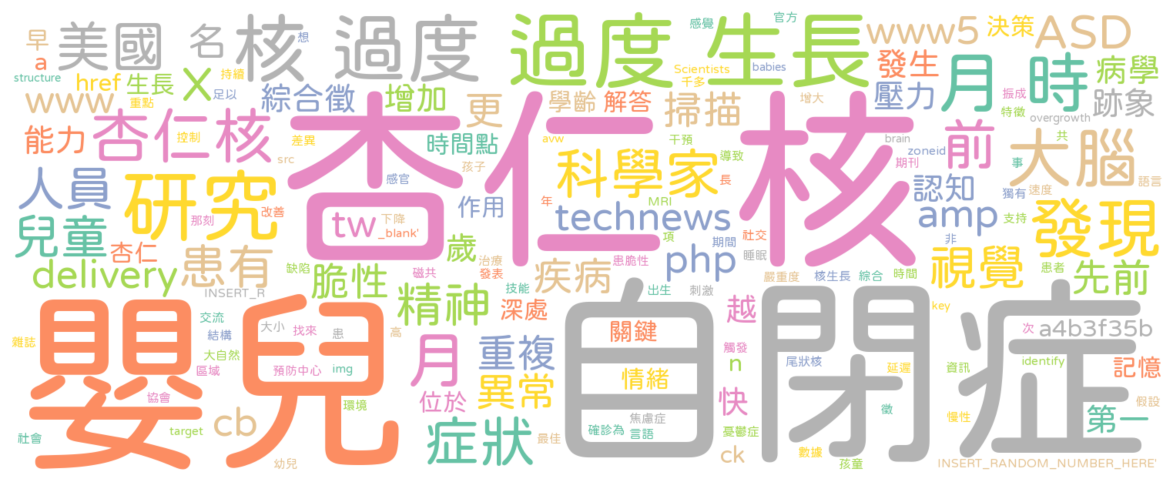 早
美國
名
核
過度
過度
生長
感覺
官方
www5
決策
ASD
a
想
structure
href
生長
X
持續
重點
足以
綜合徵
增加
更
學齡
解答
掃描
Scientists
千多
babies
發生
壓力
月
時
病學
跡象
振成
特徵
增大
overgrowth
www
能力
杏仁核
控制
src
差異
時間點
孩子
avw
科學家
干預
導致
長
brain
期刊
zoneid
前
大腦
共
事
語言
人員
研究
那刻
改善
感官
作用
杏仁核
technews
年
MRI
項
社交
認知
amp
獨有
速度
支持
非
發現
兒童
杏仁
tw
下降
_blank'
歲
治療
發表
患脆性
疾病
php
期間
睡眠
嚴重度
核生長
綜合
時間
視覺
患者
先前
delivery
患有
缺陷
脆性
磁共
精神
技能
深處
出生
刺激
越
key
INSERT_R
交流
結構
大小
找來
患
高
關鍵
觸發
次
a4b3f35b
雜誌
大自然
區域
預防中心
img
月
重複
異常
情緒
n
尾狀核
延遲
資訊
identify
記憶
假設
嬰兒
協會
環境
位於
快
自閉症
徵
慢性
第一
社會
target
cb
幼兒
症狀
最佳
焦慮症
確診為
言語
憂鬱症
ck
數據
孩童
INSERT_RANDOM_NUMBER_HERE'